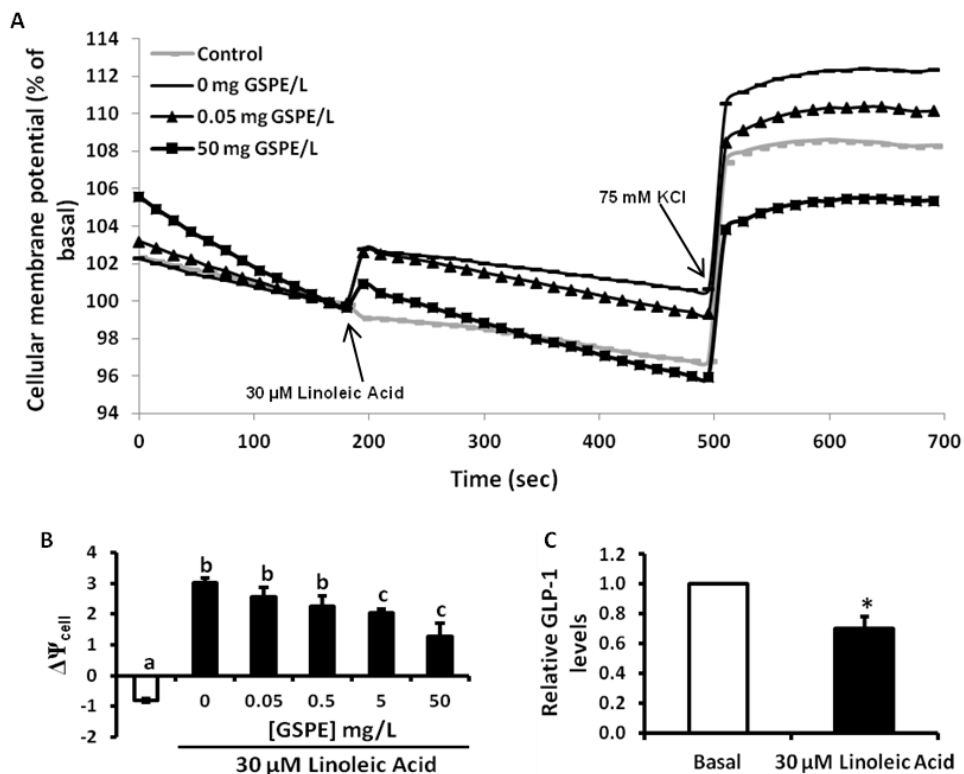 A
Cellular membrane potential (% of
basal)
114
112
110
108
106
104
102
100
98
96
94
Control
0 mg GSPE/L
0.05 mg GSPE/L
50 mg GSPE/L
75 mM KCl
30 µM Linoleic Acid
0 100 200 300 400 500 600 700
Time (sec)
B
ΔΨcell
4
3
2
1
0
-1
-2
a b b b c c
0 0.05 0.5 5 50
[GSPE] mg/L
30 µM Linoleic Acid
C
Relative GLP-1
levels
1.2
1.0
0.8
0.6
0.4
0.2
0.0
*
Basal 30 µM Linoleic Acid